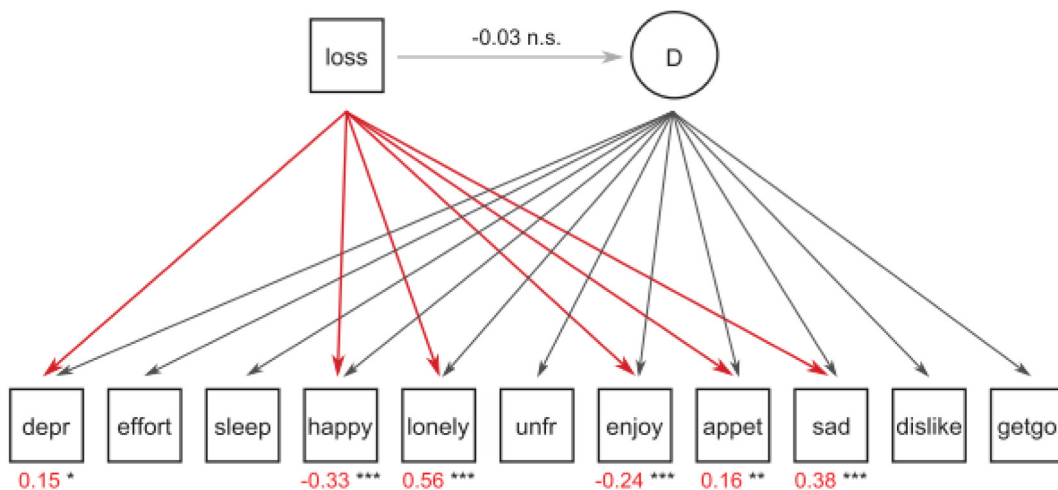 -0.03 n.s.
loss
D
depr effort sleep happy lonely unfr enjoy appet sad dislike getgo
0.15 * -0.33 *** 0.56 *** -0.24 *** 0.16 ** 0.38 ***